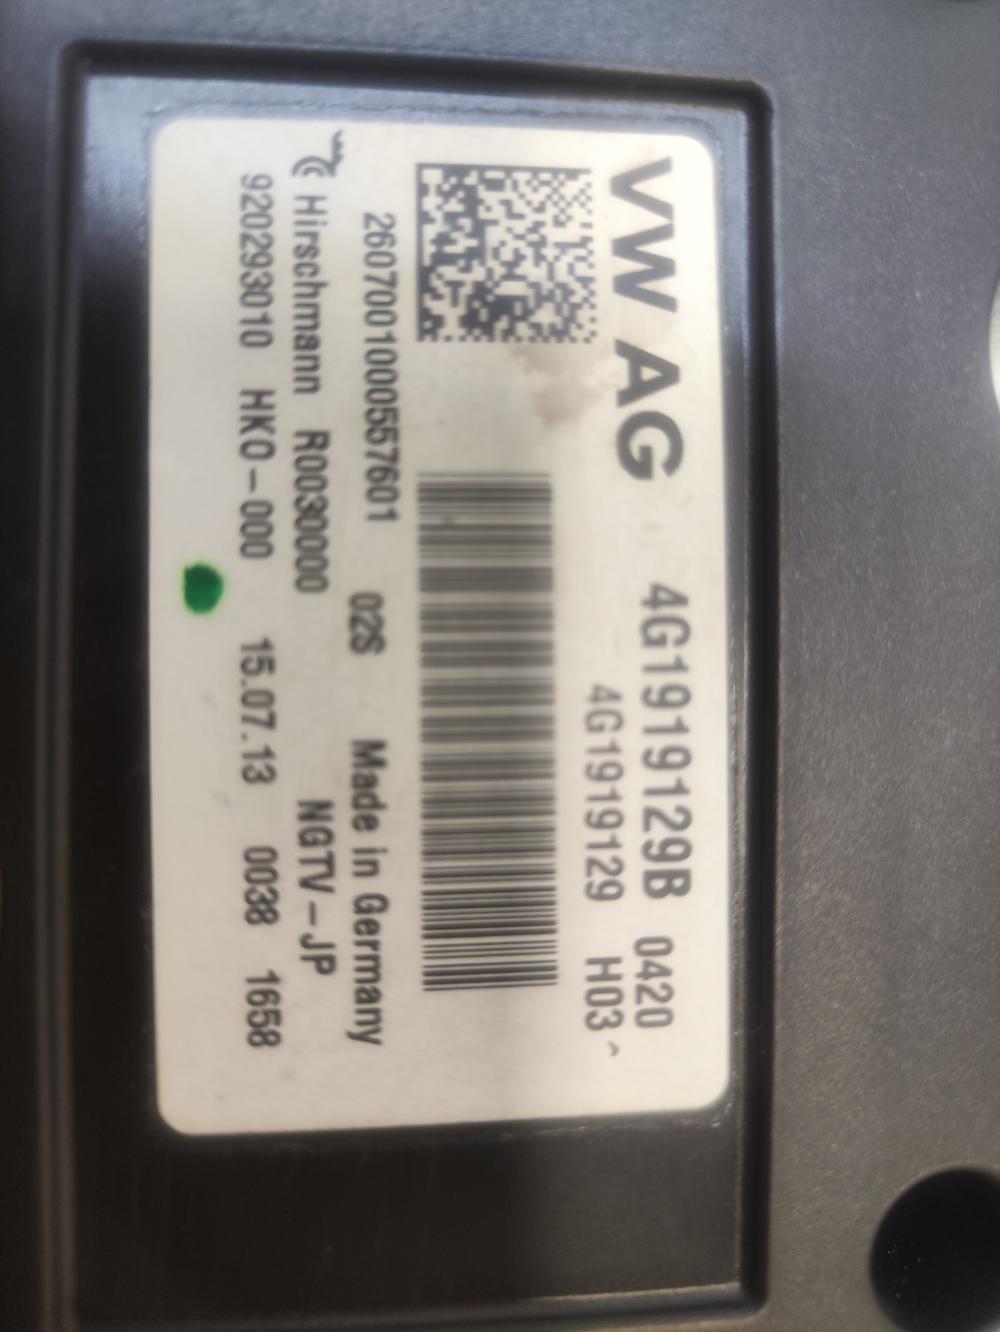 VW AG 4G1919129B 0420
4G1919129 H03
2607001000557601 02S Made in Germany
Hirschmann R0030000 NGTV-JP
920293010 HK0-000 15.07.13 0038 1658